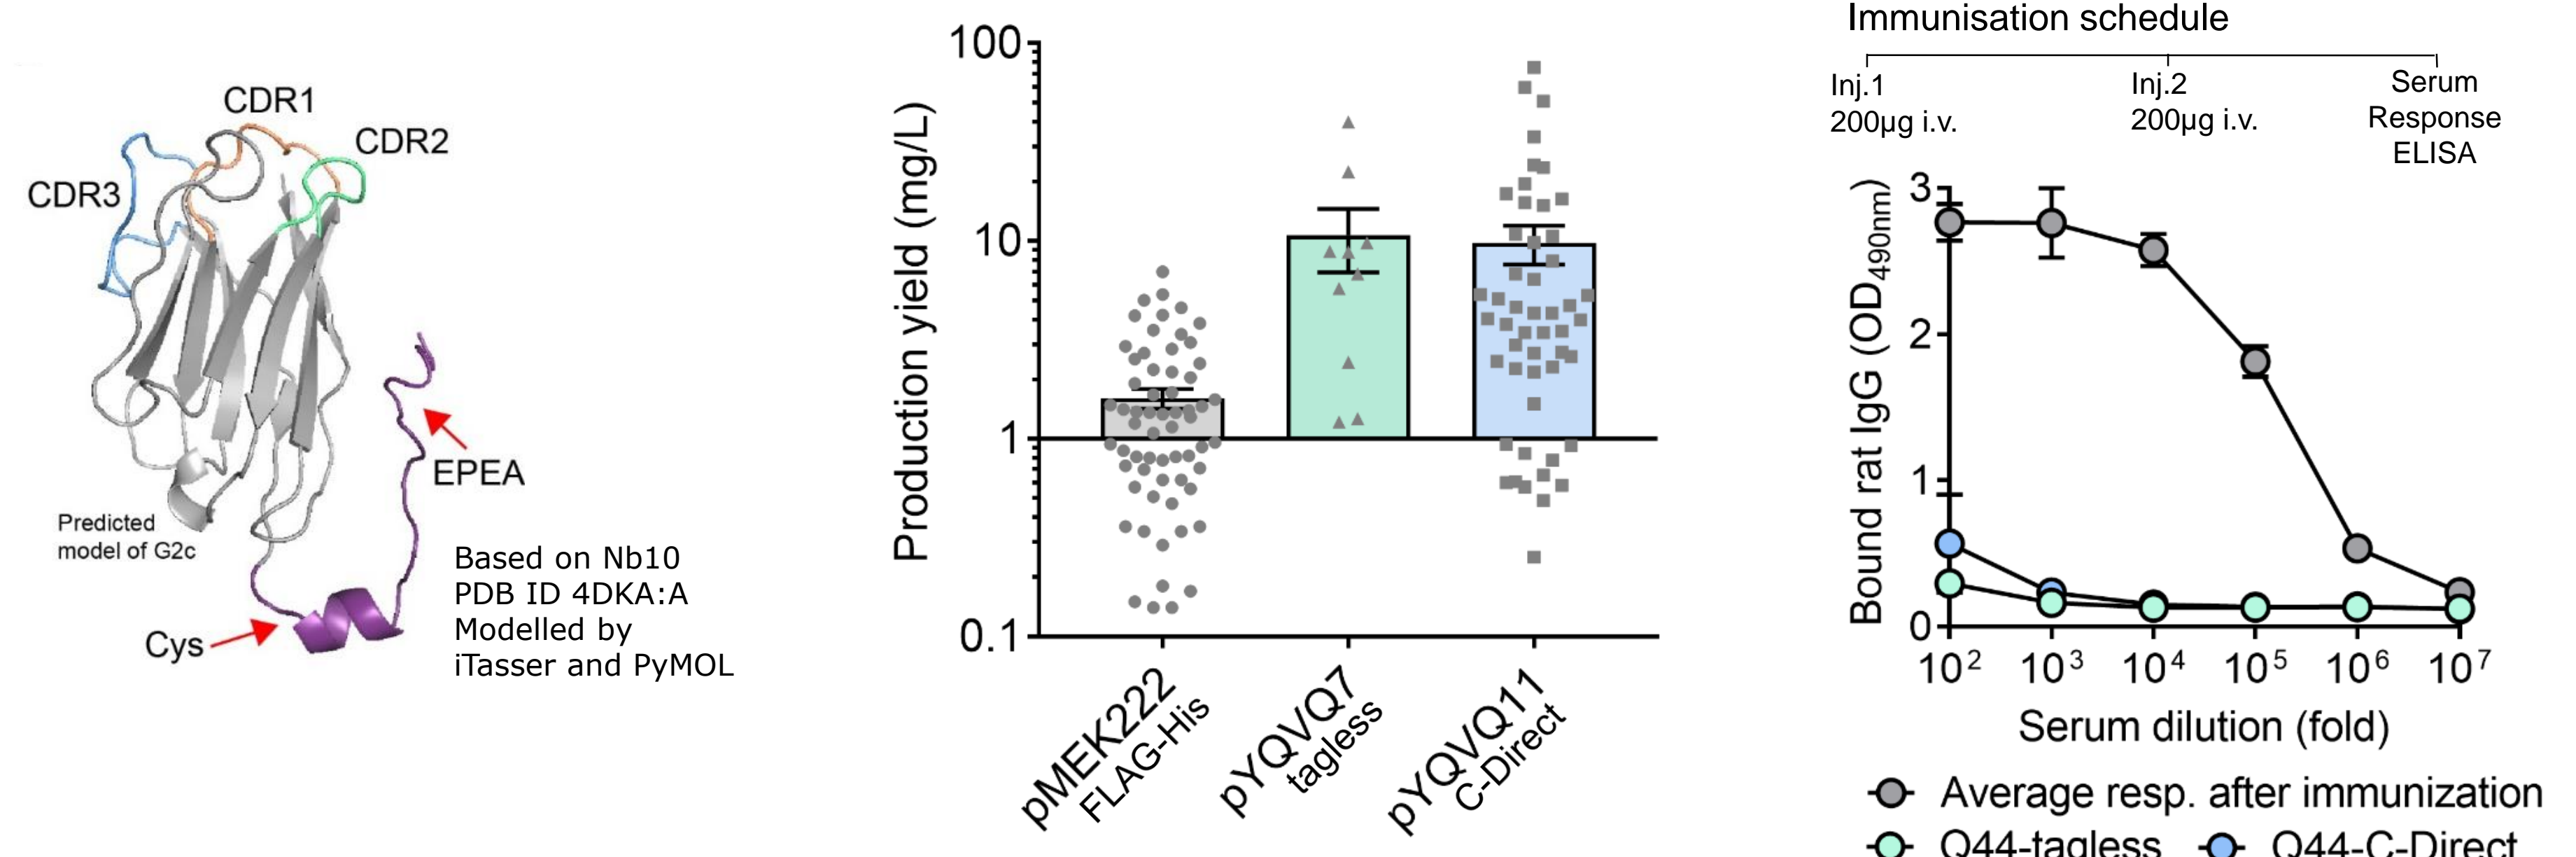 CDR1
CDR2
CDR3
EPEA
Predicted
model of G2c
Based on Nb10
PDB ID 4DKA:A
Modelled by
iTasser and PyMOL
Cys
Production yield (mg/L)
100
10
1
0.1
pMEK222
FLAG-His
pYQVQ7
tagless
pYQVQ11
C-Direct
Immunisation schedule
Inj.1
200µg i.v.
Inj.2
200µg i.v.
Serum
Response
ELISA
Bound rat IgG (OD490nm)
3
2
1
0
10² 10³ 10⁴ 10⁵ 10⁶ 10⁷
Serum dilution (fold)
Average resp. after immunization
Q44-tagless Q44-C-Direct